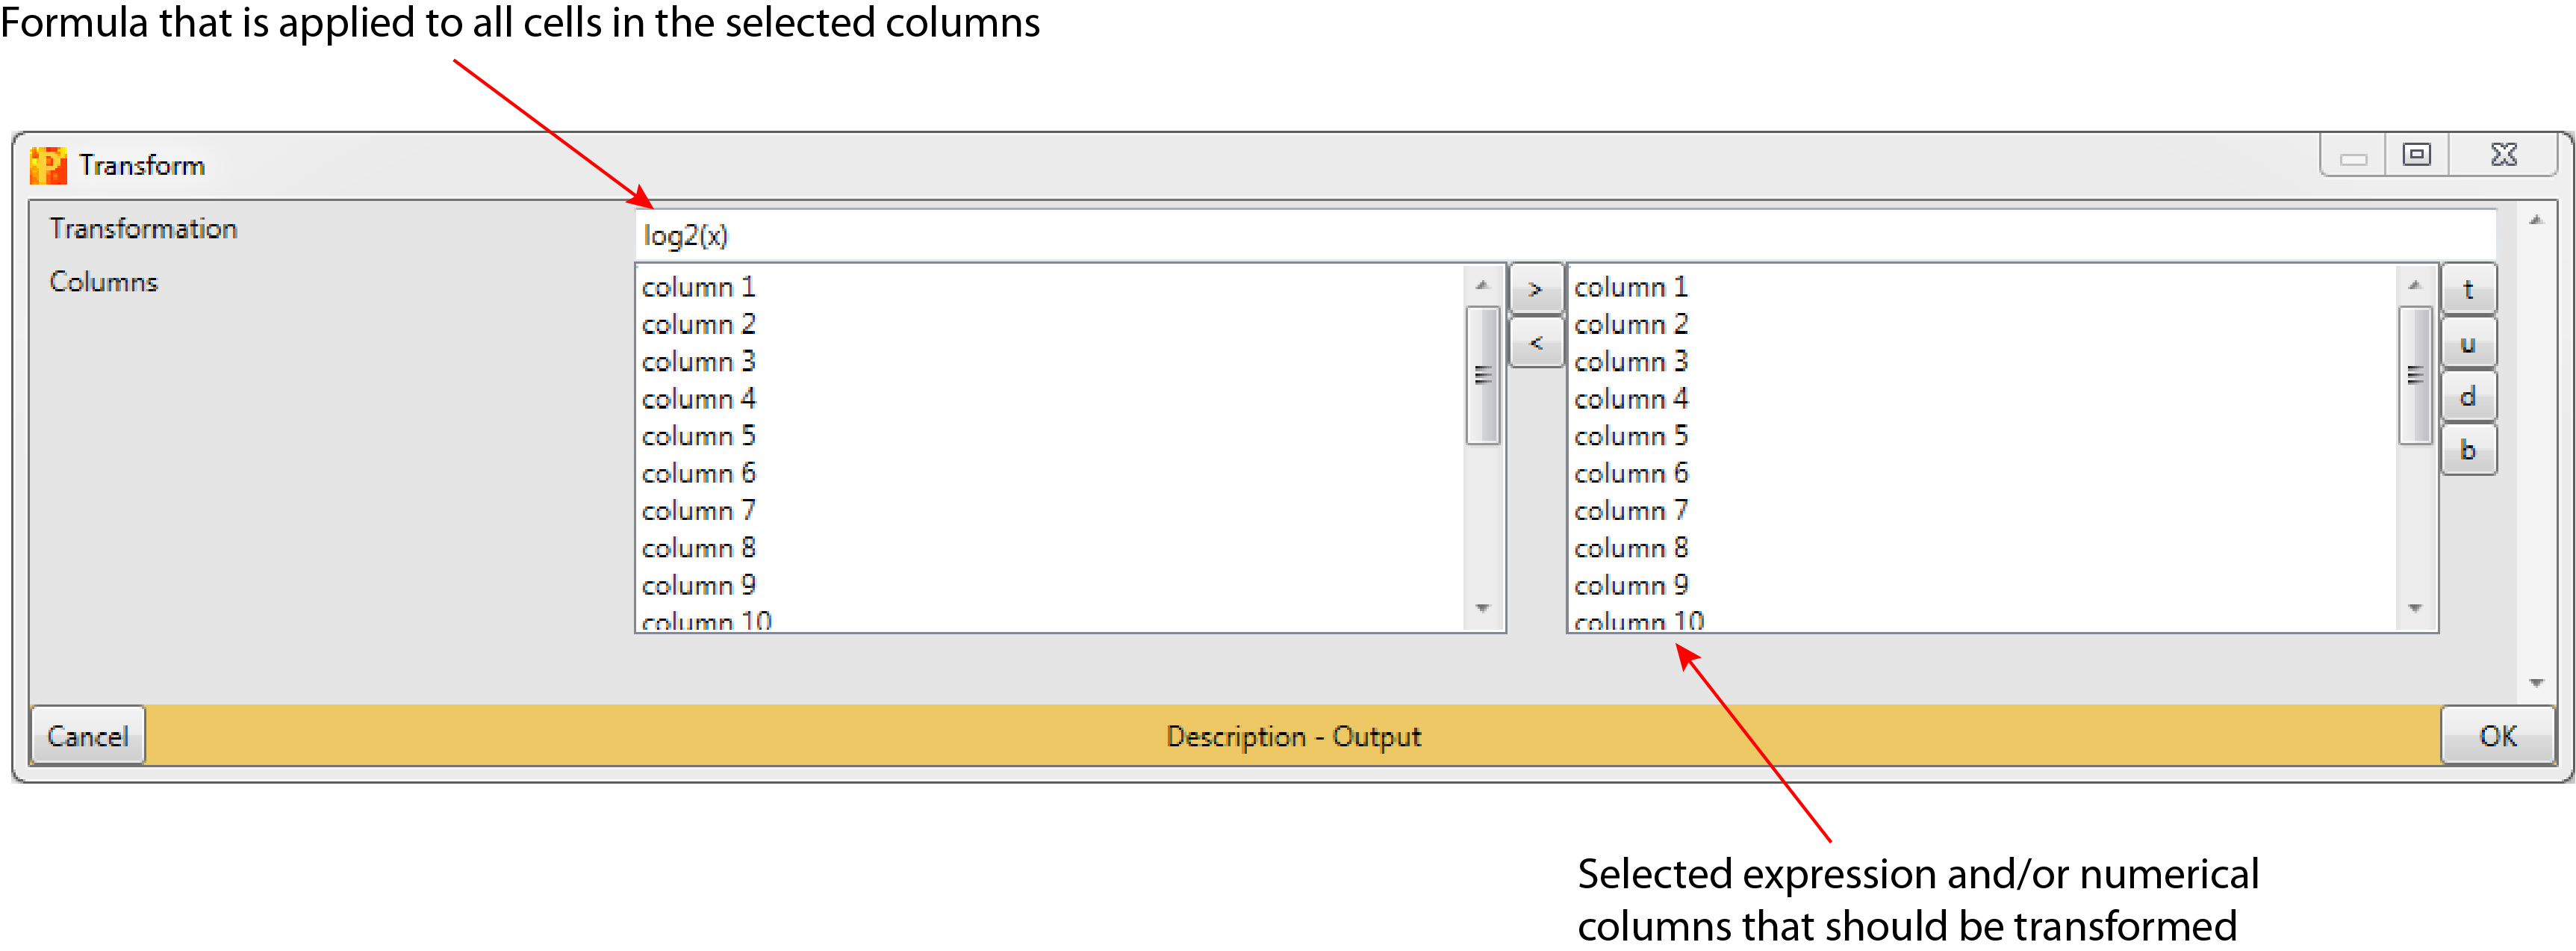 Formula that is applied to all cells in the selected columns
P Transform
Transformation
log2(x)
Columns
column 1
column 2
column 3
column 4
column 5
column 6
column 7
column 8
column 9
column 10
>
<
column 1
column 2
column 3
column 4
column 5
column 6
column 7
column 8
column 9
column 10
t
u
d
b
Cancel
Description - Output
OK
Selected expression and/or numerical
columns that should be transformed